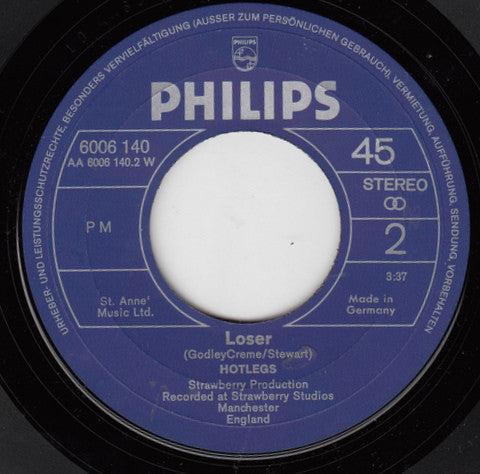 URHEBER- UND LEISTUNGSSCHUTZRECHTE, BESONDERS VERVIELFÄLTIGUNG (AUSSER ZUM PERSÖNLICHEN GEBRAUCH), VERMIETUNG, AUFFÜHRUNG, SENDUNG, VORBEHALTEN
PHILIPS
PHILIPS
6006 140
AA 6006 140.2 W
45
STEREO
PM
2
3:37
St. Anne'
Music Ltd.
Made in
Germany
Loser
(GodleyCreme/Stewart)
HOTLEGS
Strawberry Production
Recorded at Strawberry Studios
Manchester
England